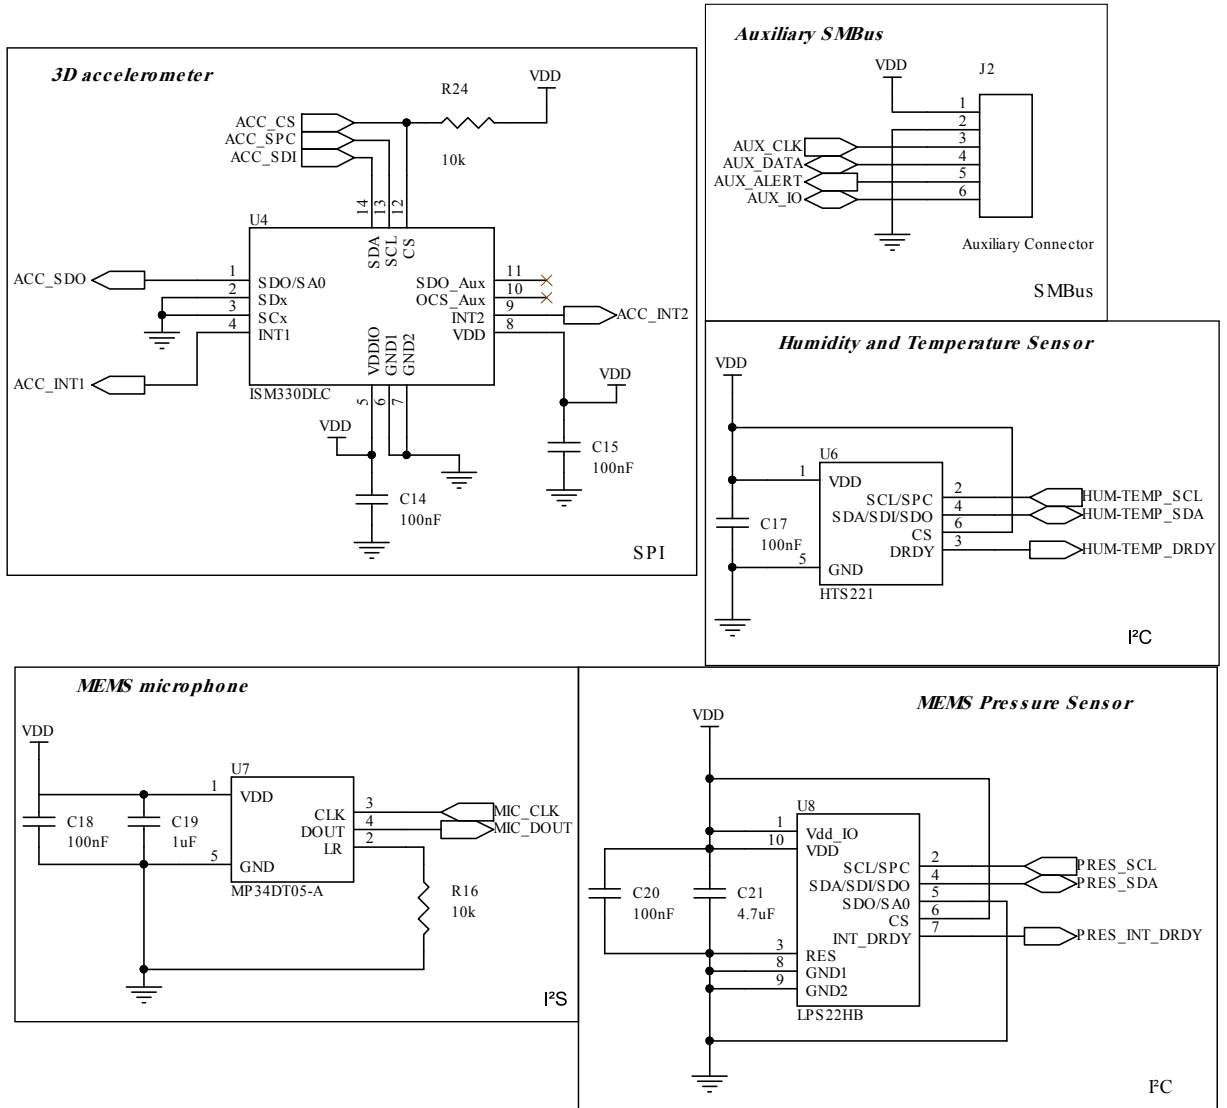 3D accelerometer
R24
VDD
ACC_CS
ACC_SPC
ACC_SDI
10k
14
13
12
U4
SDA
SCL
CS
ACC_SDO
1
SDO/SA0
2
SDx
3
SCx
4
INT1
SDO_Aux
11
OCS_Aux
10
INT2
9
ACC_INT2
VDD
8
VDDIO
GND1
GND2
ACC_INT1
ISM330DLC
5
6
7
VDD
VDD
C15
100nF
C14
100nF
SPI
Auxiliary SMBus
VDD
J2
1
2
AUX_CLK
3
AUX_DATA
4
AUX_ALERT
5
AUX_IO
6
Auxiliary Connector
SMBus
Humidity and Temperature Sensor
VDD
U6
1
VDD
SCL/SPC
2
HUM-TEMP_SCL
SDA/SDI/SDO
4
HUM-TEMP_SDA
CS
6
DRDY
3
HUM-TEMP_DRDY
C17
100nF
5
GND
HTS221
I²C
MEMS microphone
VDD
U7
1
VDD
CLK
3
MIC_CLK
DOUT
4
MIC_DOUT
LR
2
C18
100nF
C19
1uF
5
GND
MP34DT05-A
R16
10k
I²S
MEMS Pressure Sensor
VDD
U8
1
Vdd_IO
10
VDD
SCL/SPC
2
PRES_SCL
SDA/SDI/SDO
4
PRES_SDA
SDO/SA0
5
CS
6
INT_DRDY
7
PRES_INT_DRDY
C20
100nF
C21
4.7uF
3
RES
8
GND1
9
GND2
LPS22HB
I²C